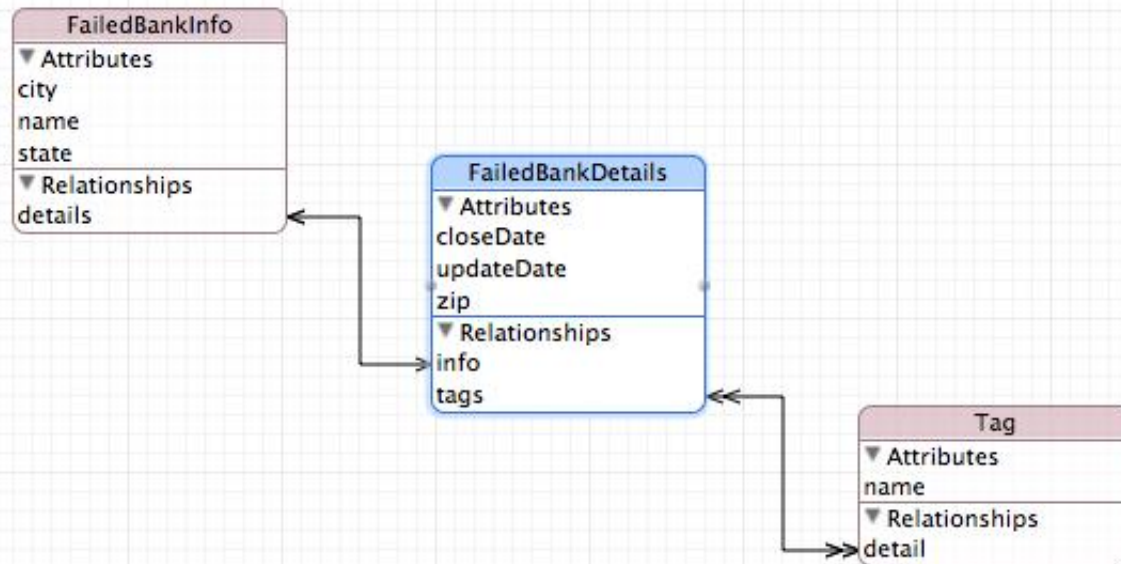 FailedBankInfo
Attributes
city
name
state
Relationships
details
FailedBankDetails
Attributes
closeDate
updateDate
zip
Relationships
info
tags
Tag
Attributes
name
Relationships
detail